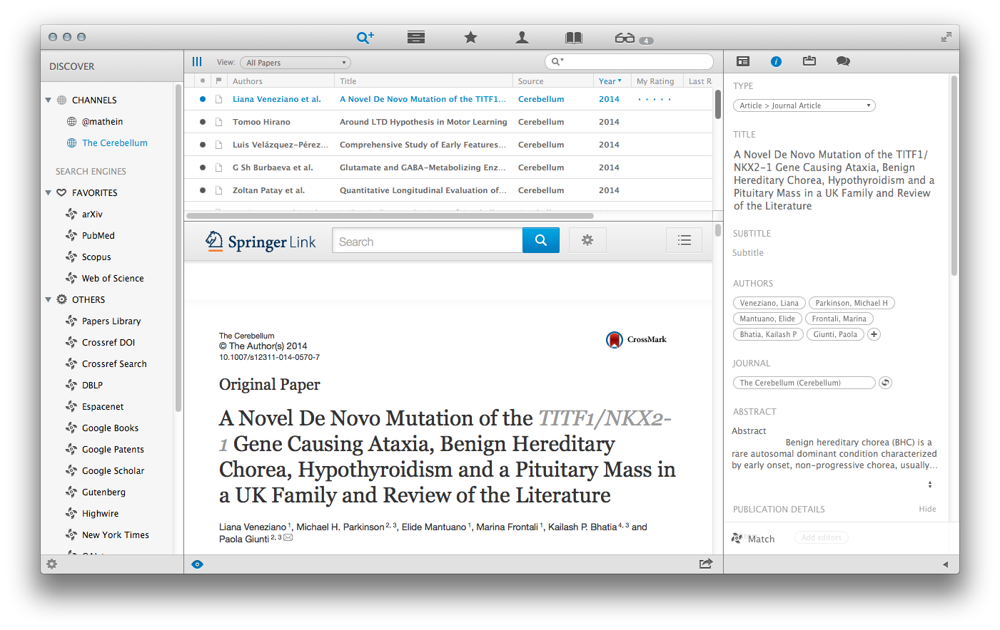 4
DISCOVER
CHANNELS
@mathein
The Cerebellum
SEARCH ENGINES
FAVORITES
arXiv
PubMed
Scopus
Web of Science
OTHERS
Papers Library
Crossref DOI
Crossref Search
DBLP
Espacenet
Google Books
Google Patents
Google Scholar
Gutenberg
Highwire
New York Times
View: All Papers
Authors Title Source Year My Rating Last R
Liana Veneziano et al. A Novel De Novo Mutation of the TITF1... Cerebellum 2014
Tomoo Hirano Around LTD Hypothesis in Motor Learning Cerebellum 2014
Luis Velázquez-Pérez... Comprehensive Study of Early Features... Cerebellum 2014
G Sh Burbaeva et al. Glutamate and GABA-Metabolizing Enz... Cerebellum 2014
Zoltan Patay et al. Quantitative Longitudinal Evaluation of... Cerebellum 2014
Springer Link Search
The Cerebellum
© The Author(s) 2014
10.1007/s12311-014-0570-7
CrossMark
Original Paper
A Novel De Novo Mutation of the TITF1/NKX2-
1 Gene Causing Ataxia, Benign Hereditary
Chorea, Hypothyroidism and a Pituitary Mass in
a UK Family and Review of the Literature
Liana Veneziano 1, Michael H. Parkinson 2, 3, Elide Mantuano 1, Marina Frontali 1, Kailash P. Bhatia 4, 3 and
Paola Giunti 2, 3
TYPE
Article > Journal Article
TITLE
A Novel De Novo Mutation of the TITF1/
NKX2-1 Gene Causing Ataxia, Benign
Hereditary Chorea, Hypothyroidism and a
Pituitary Mass in a UK Family and Review
of the Literature
SUBTITLE
Subtitle
AUTHORS
Veneziano, Liana Parkinson, Michael H
Mantuano, Elide Frontali, Marina
Bhatia, Kailash P Giunti, Paola
JOURNAL
The Cerebellum (Cerebellum)
ABSTRACT
Abstract
Benign hereditary chorea (BHC) is a
rare autosomal dominant condition characterized
by early onset, non-progressive chorea, usually...
PUBLICATION DETAILS Hide
Match Add editors